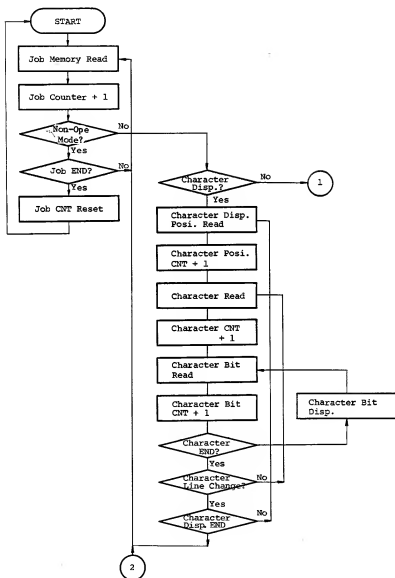 START
Job Memory Read
Job Counter + 1
Non-Ope
Mode?
No
Yes
Job END?
No
Yes
Job CNT Reset
Character
Disp.?
No
1
Yes
Character Disp.
Posi. Read
Character Posi.
CNT + 1
Character Read
Character CNT
+ 1
Character Bit
Read
Character Bit
CNT + 1
Character Bit
Disp.
Character
END?
Yes
Character
Line Change?
No
Yes
Character
Disp. END
No
2